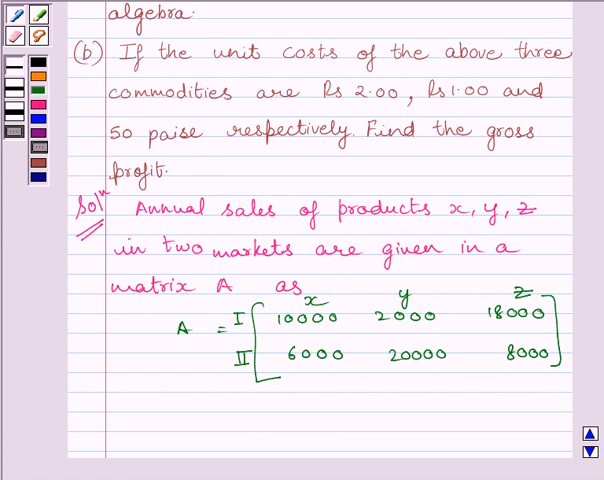 algebra.
(b) If the unit costs of the above three
commodities are Rs 2.00, Rs 1.00 and
50 paise respectively. Find the gross
profit.
Solⁿ Annual sales of products x, y, z
in two markets are given in a
matrix A as
x y z
A = I [ 10000 2000 18000
II 6000 20000 8000 ]